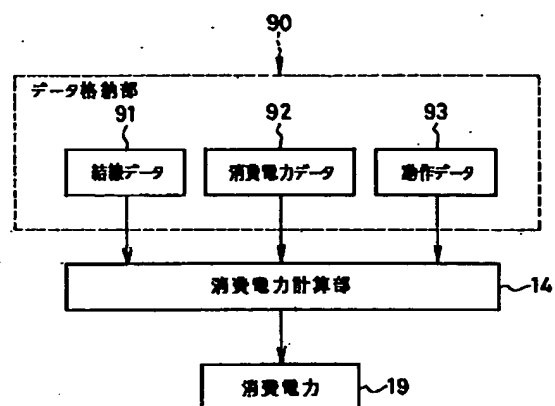 90
データ格納部
91
92
93
結線データ
消費電力データ
動作データ
消費電力計算部
14
消費電力
19